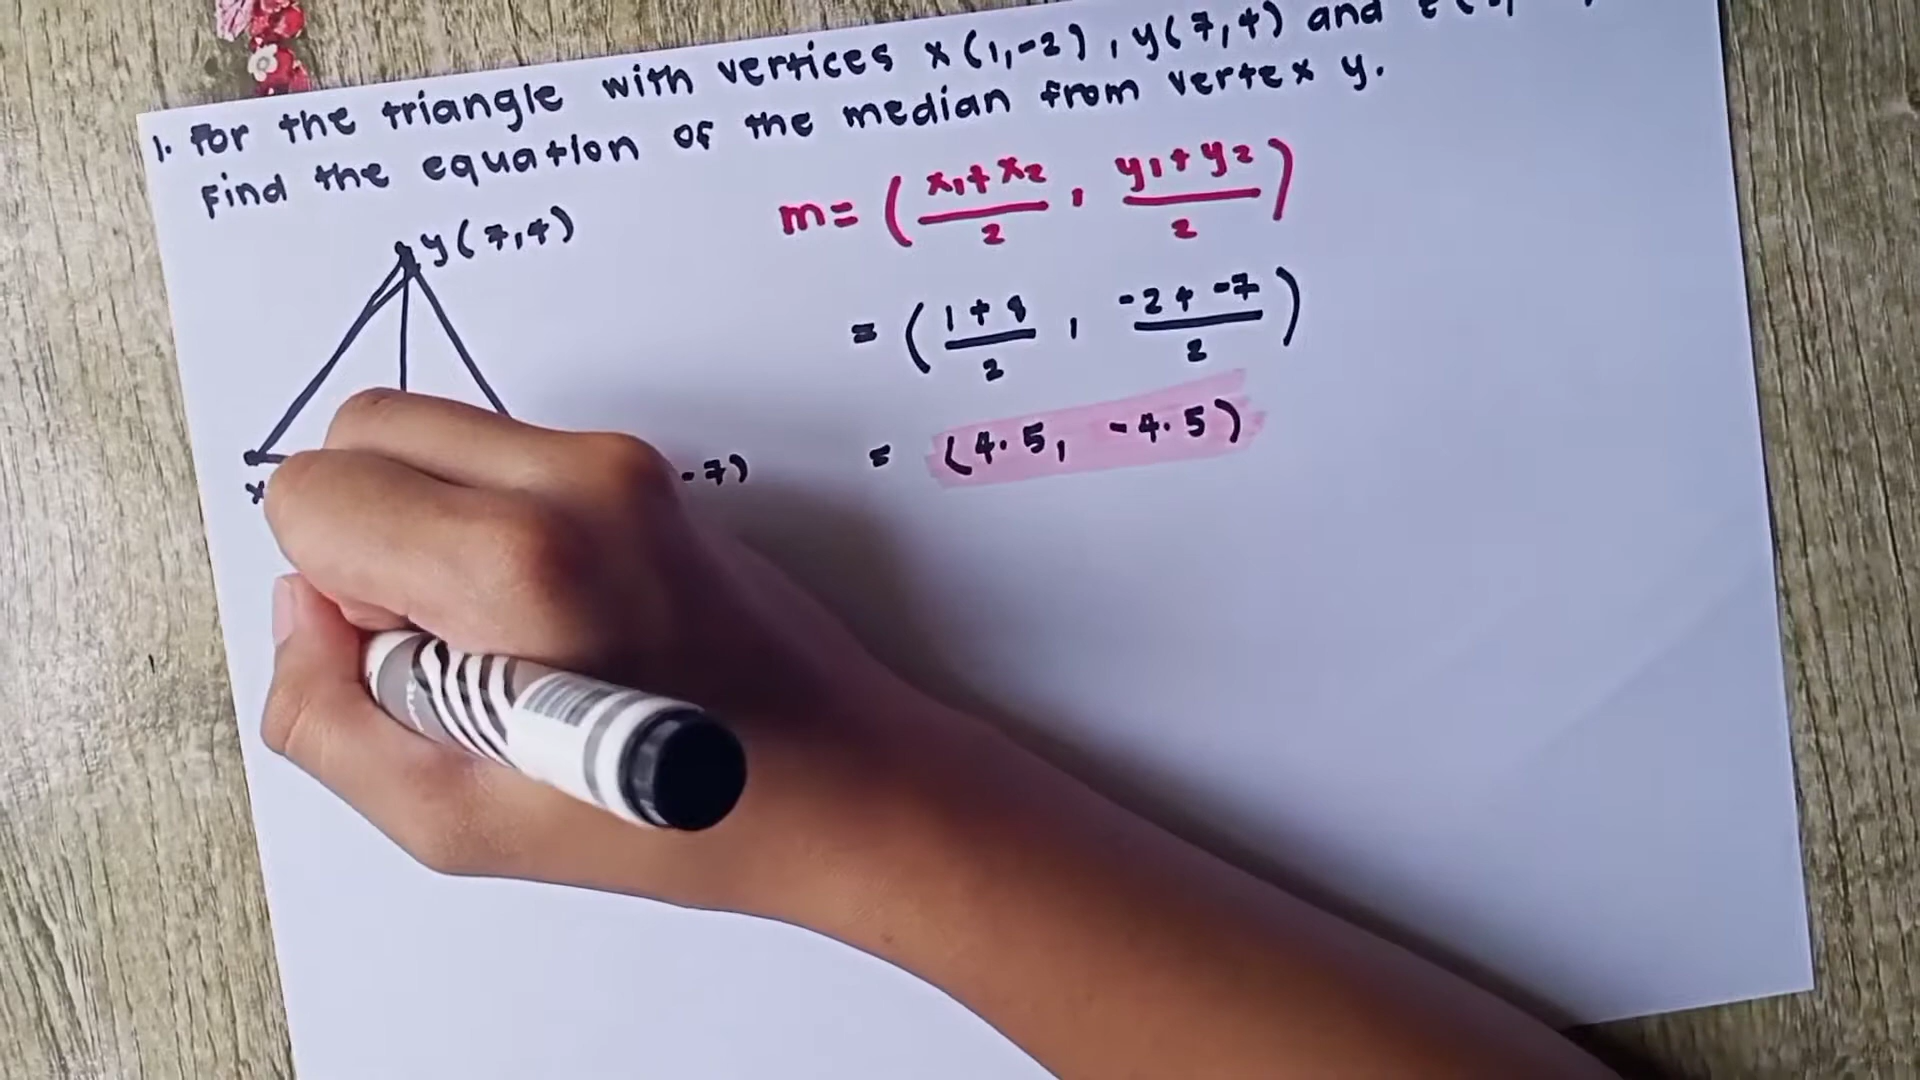 1. For the triangle with vertices x (1,-2), y (7,4) and
Find the equation of the median from vertex y.
y (7,4)
m= (x₁+x₂/2, y₁+y₂/2)
= (1+8/2, -2+-7/2)
= (4.5, -4.5)
x
-7)